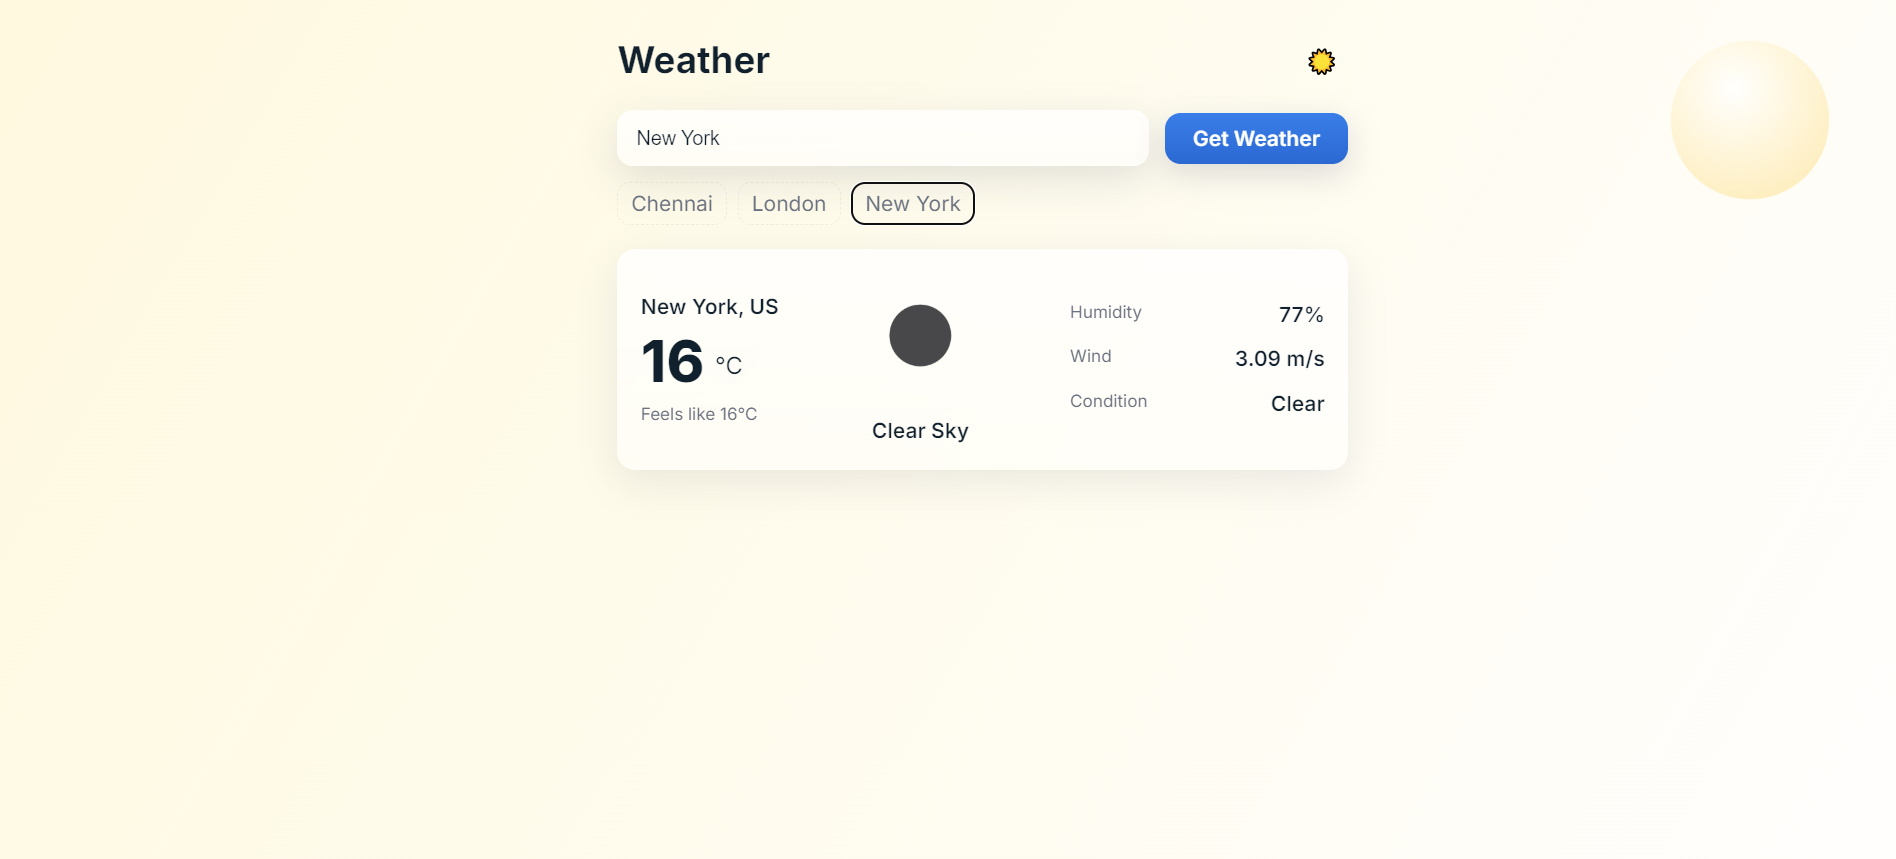 Weather
New York
Get Weather
Chennai
London
New York
New York, US
16 °C
Feels like 16°C
Clear Sky
Humidity
77%
Wind
3.09 m/s
Condition
Clear